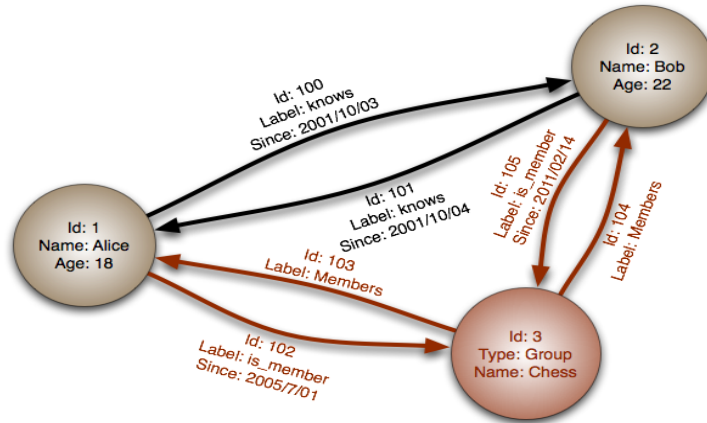 Id: 2
Name: Bob
Age: 22
Id: 100
Label: knows
Since: 2001/10/03
Id: 101
Label: knows
Since: 2001/10/04
Id: 105
Label: is_member
Since: 2011/02/14
Id: 104
Label: Members
Id: 1
Name: Alice
Age: 18
Id: 103
Label: Members
Id: 102
Label: is_member
Since: 2005/7/01
Id: 3
Type: Group
Name: Chess